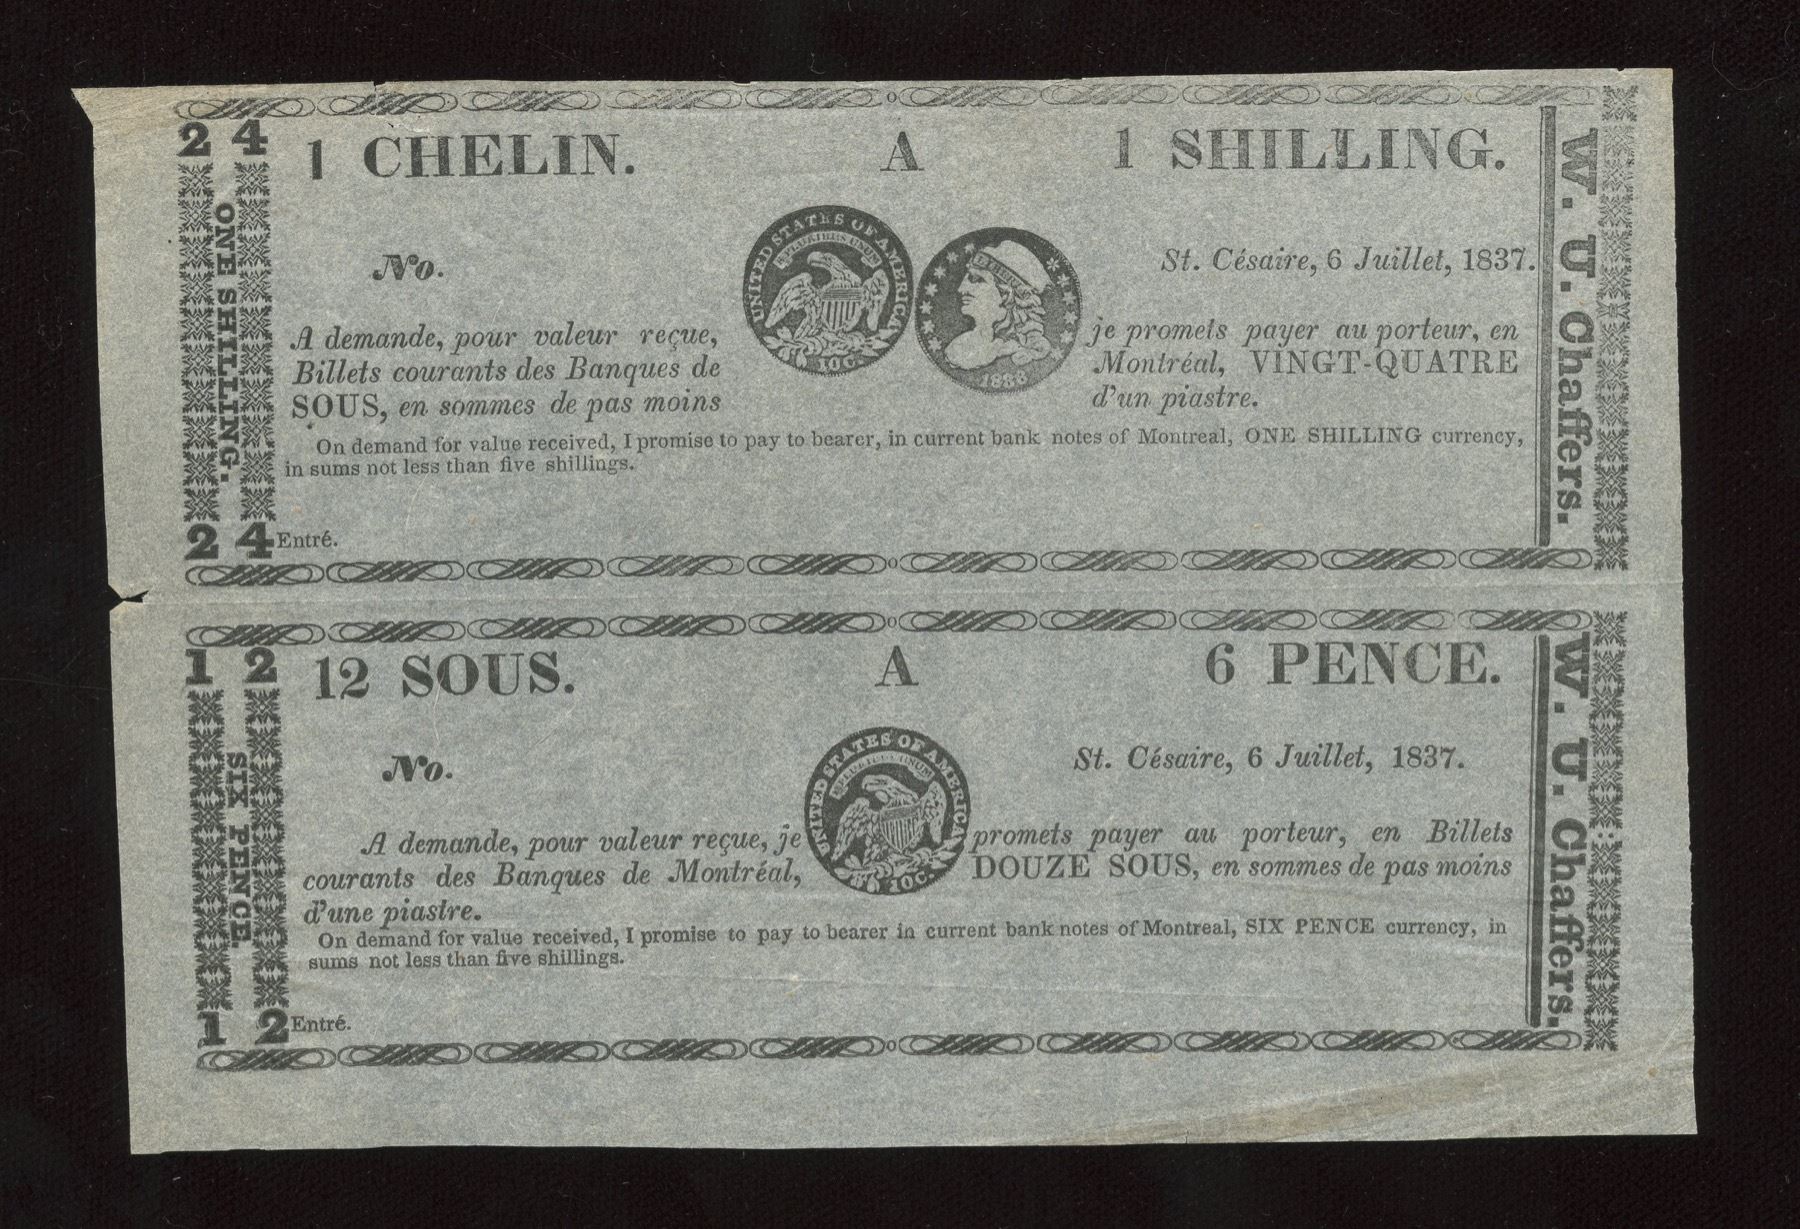 24
ONE SHILLING.
24
1 CHELIN. A 1 SHILLING.
No.
UNITED STATES OF AMERICA
E PLURIBUS UNUM
10 C.
LIBERTY
St. Césaire, 6 Juillet, 1837.
A demande, pour valeur reçue, je promets payer au porteur, en
Billets courants des Banques de Montréal, VINGT-QUATRE
SOUS, en sommes de pas moins d'un piastre.
On demand for value received, I promise to pay to bearer, in current bank notes of Montreal, ONE SHILLING currency,
in sums not less than five shillings.
Entré.
W. U. Chaffers.
12
SIX PENCE.
12
12 SOUS. A 6 PENCE.
No.
UNITED STATES OF AMERICA
E PLURIBUS UNUM
10 C.
St. Césaire, 6 Juillet, 1837.
A demande, pour valeur reçue, je promets payer au porteur, en Billets
courants des Banques de Montréal, DOUZE SOUS, en sommes de pas moins
d'une piastre.
On demand for value received, I promise to pay to bearer in current bank notes of Montreal, SIX PENCE currency, in
sums not less than five shillings.
Entré.
W. U. Chaffers.